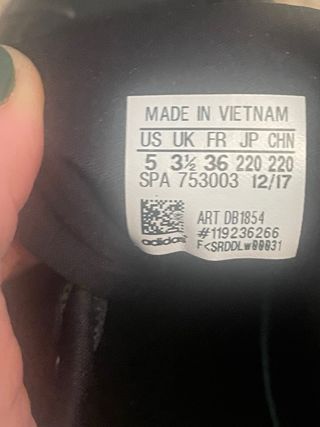 MADE IN VIETNAM
US UK FR JP CHN
5 3½ 36 220 220
SPA 753003 12/17
ART DB1854
#119236266
adidas